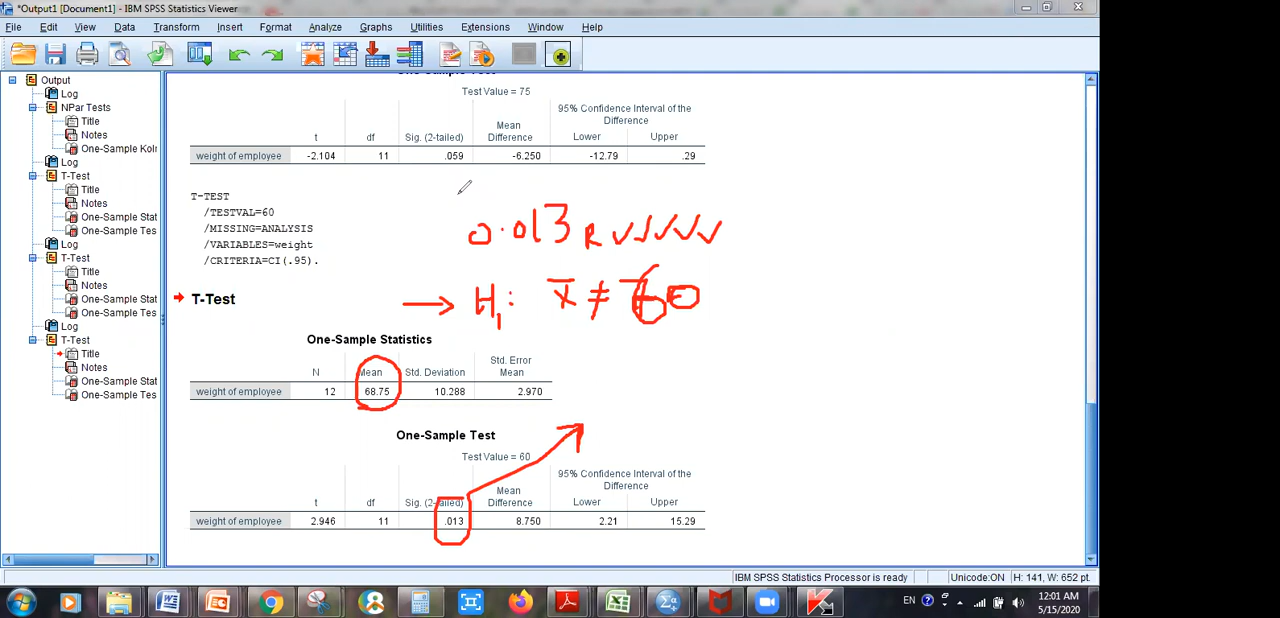 *Output1 [Document1] - IBM SPSS Statistics Viewer
File Edit View Data Transform Insert Format Analyze Graphs Utilities Extensions Window Help
Output
Log
NPar Tests
Title
Notes
One-Sample Kolr
Log
T-Test
Title
Notes
One-Sample Stat
One-Sample Tes
Log
T-Test
Title
Notes
One-Sample Stat
One-Sample Tes
Log
T-Test
Title
Notes
One-Sample Stat
One-Sample Tes
One-Sample Test
Test Value = 75
95% Confidence Interval of the Difference
t df Sig. (2-tailed) Mean Difference Lower Upper
weight of employee -2.104 11 .059 -6.250 -12.79 .29
T-TEST
/TESTVAL=60
/MISSING=ANALYSIS
/VARIABLES=weight
/CRITERIA=CI(.95).
0.013 R
H1: X̄ ≠ 60
T-Test
One-Sample Statistics
N Mean Std. Deviation Std. Error Mean
weight of employee 12 68.75 10.288 2.970
One-Sample Test
Test Value = 60
95% Confidence Interval of the Difference
t df Sig. (2-tailed) Mean Difference Lower Upper
weight of employee 2.946 11 .013 8.750 2.21 15.29
IBM SPSS Statistics Processor is ready Unicode:ON H: 141, W: 652 pt.
EN 12:01 AM
5/15/2020